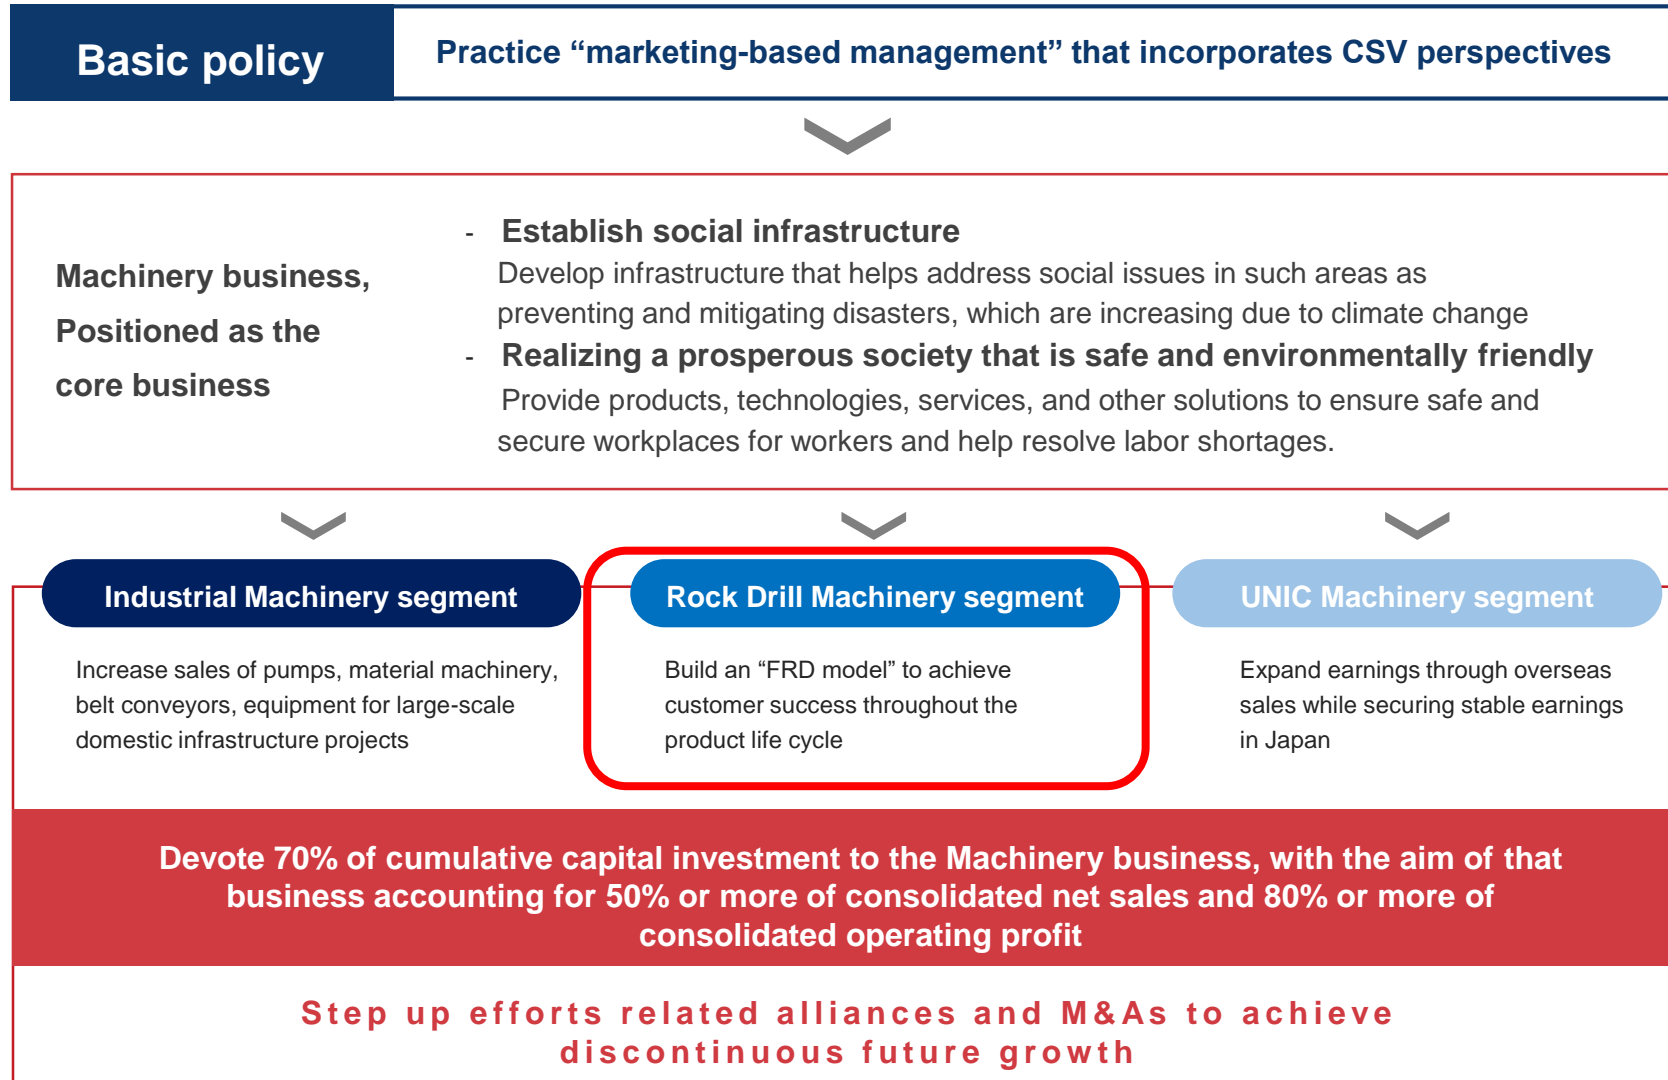 Basic policy
Practice “marketing-based management” that incorporates CSV perspectives
Machinery business,
Positioned as the
core business
- Establish social infrastructure
Develop infrastructure that helps address social issues in such areas as
preventing and mitigating disasters, which are increasing due to climate change
- Realizing a prosperous society that is safe and environmentally friendly
Provide products, technologies, services, and other solutions to ensure safe and
secure workplaces for workers and help resolve labor shortages.
Industrial Machinery segment
Increase sales of pumps, material machinery,
belt conveyors, equipment for large-scale
domestic infrastructure projects
Rock Drill Machinery segment
Build an “FRD model” to achieve
customer success throughout the
product life cycle
UNIC Machinery segment
Expand earnings through overseas
sales while securing stable earnings
in Japan
Devote 70% of cumulative capital investment to the Machinery business, with the aim of that
business accounting for 50% or more of consolidated net sales and 80% or more of
consolidated operating profit
Step up efforts related alliances and M&As to achieve
discontinuous future growth